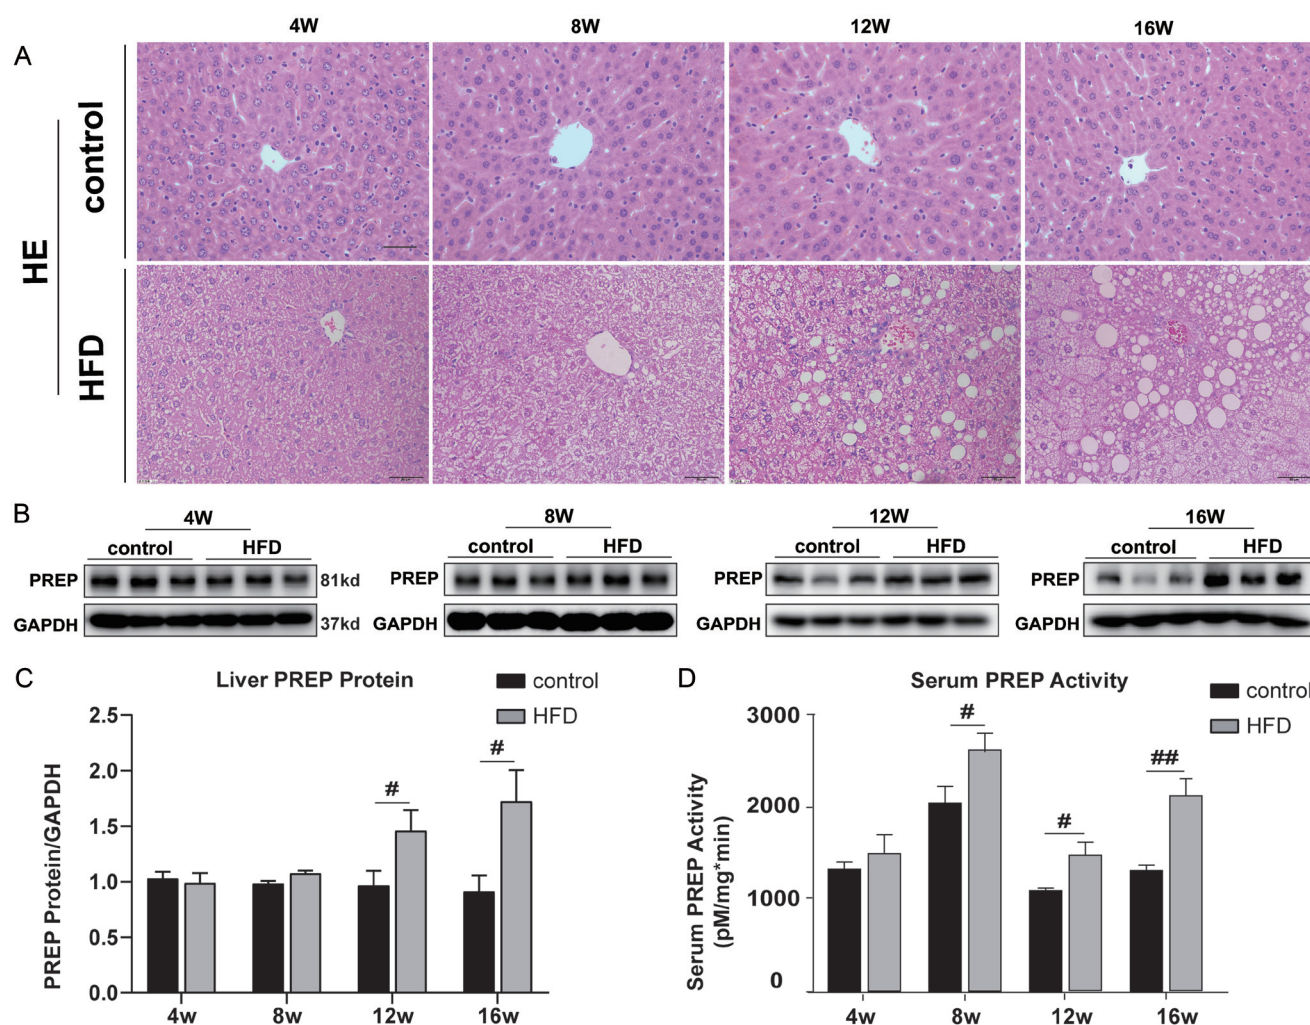 4W 8W 12W 16W
A
HE
control
HFD
B
4W
control HFD
PREP 81kd
GAPDH 37kd
8W
control HFD
PREP
GAPDH
12W
control HFD
PREP
GAPDH
16W
control HFD
PREP
GAPDH
C
Liver PREP Protein
control
HFD
PREP Protein/GAPDH
2.5
2.0
1.5
1.0
0.5
0.0
# #
4w 8w 12w 16w
D
Serum PREP Activity
control
HFD
Serum PREP Activity
(pM/mg*min)
3000
2000
1000
0
# # ##
4w 8w 12w 16w